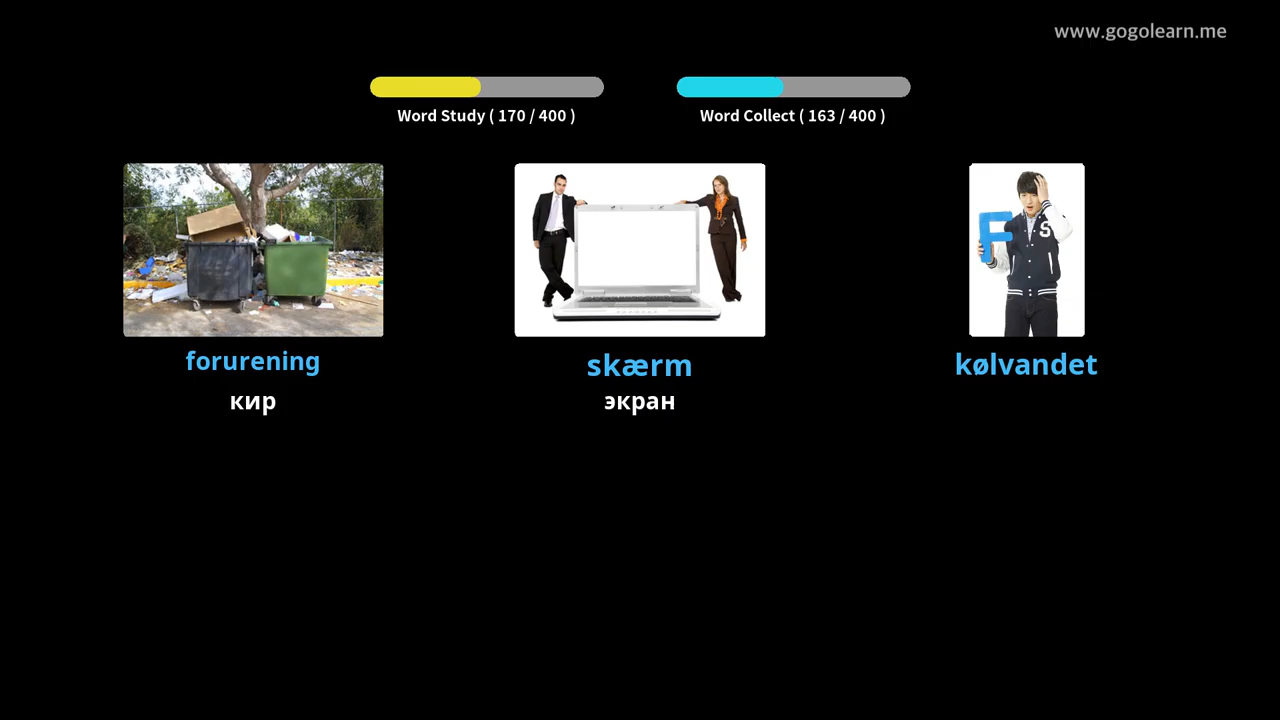 www.gogolearn.me
Word Study ( 170 / 400 )
Word Collect ( 163 / 400 )
F
S
forurening
skærm
kølvandet
кир
экран